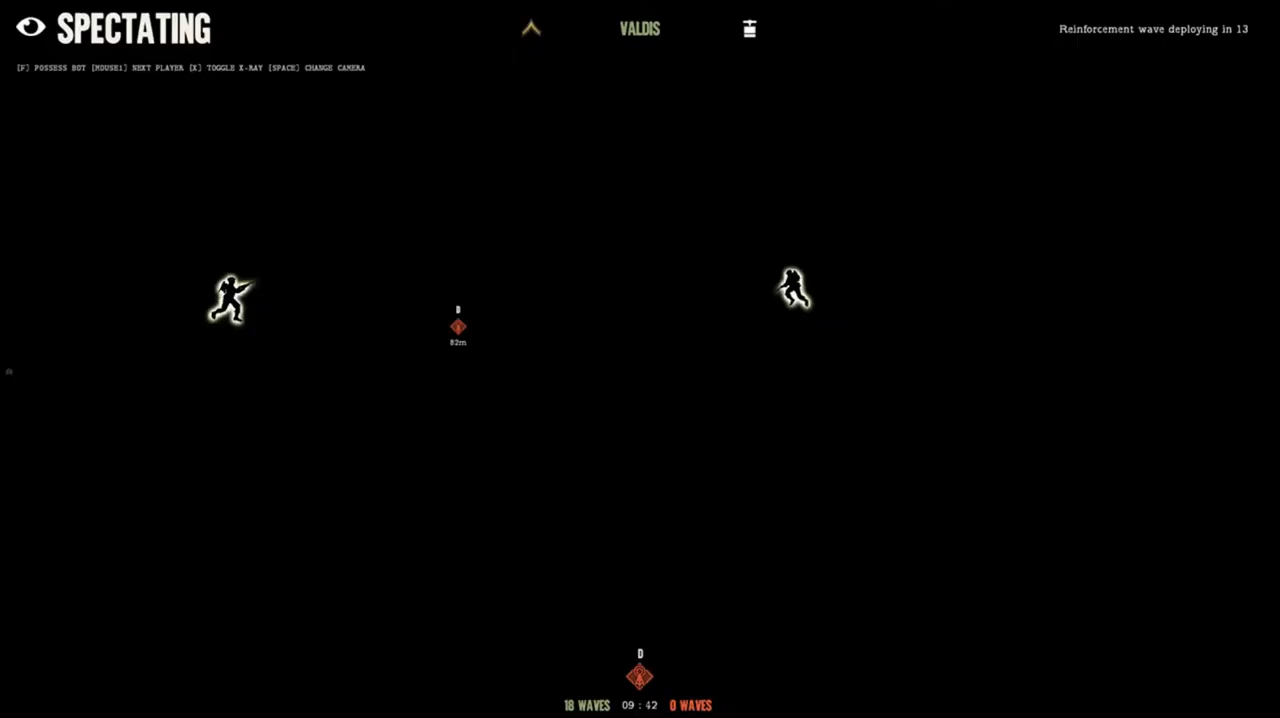 SPECTATING
VALDIS
Reinforcement wave deploying in 13
[F] POSSESS BOT [MOUSE1] NEXT PLAYER [X] TOGGLE X-RAY [SPACE] CHANGE CAMERA
D
82m
D
18 WAVES 09 : 42 0 WAVES